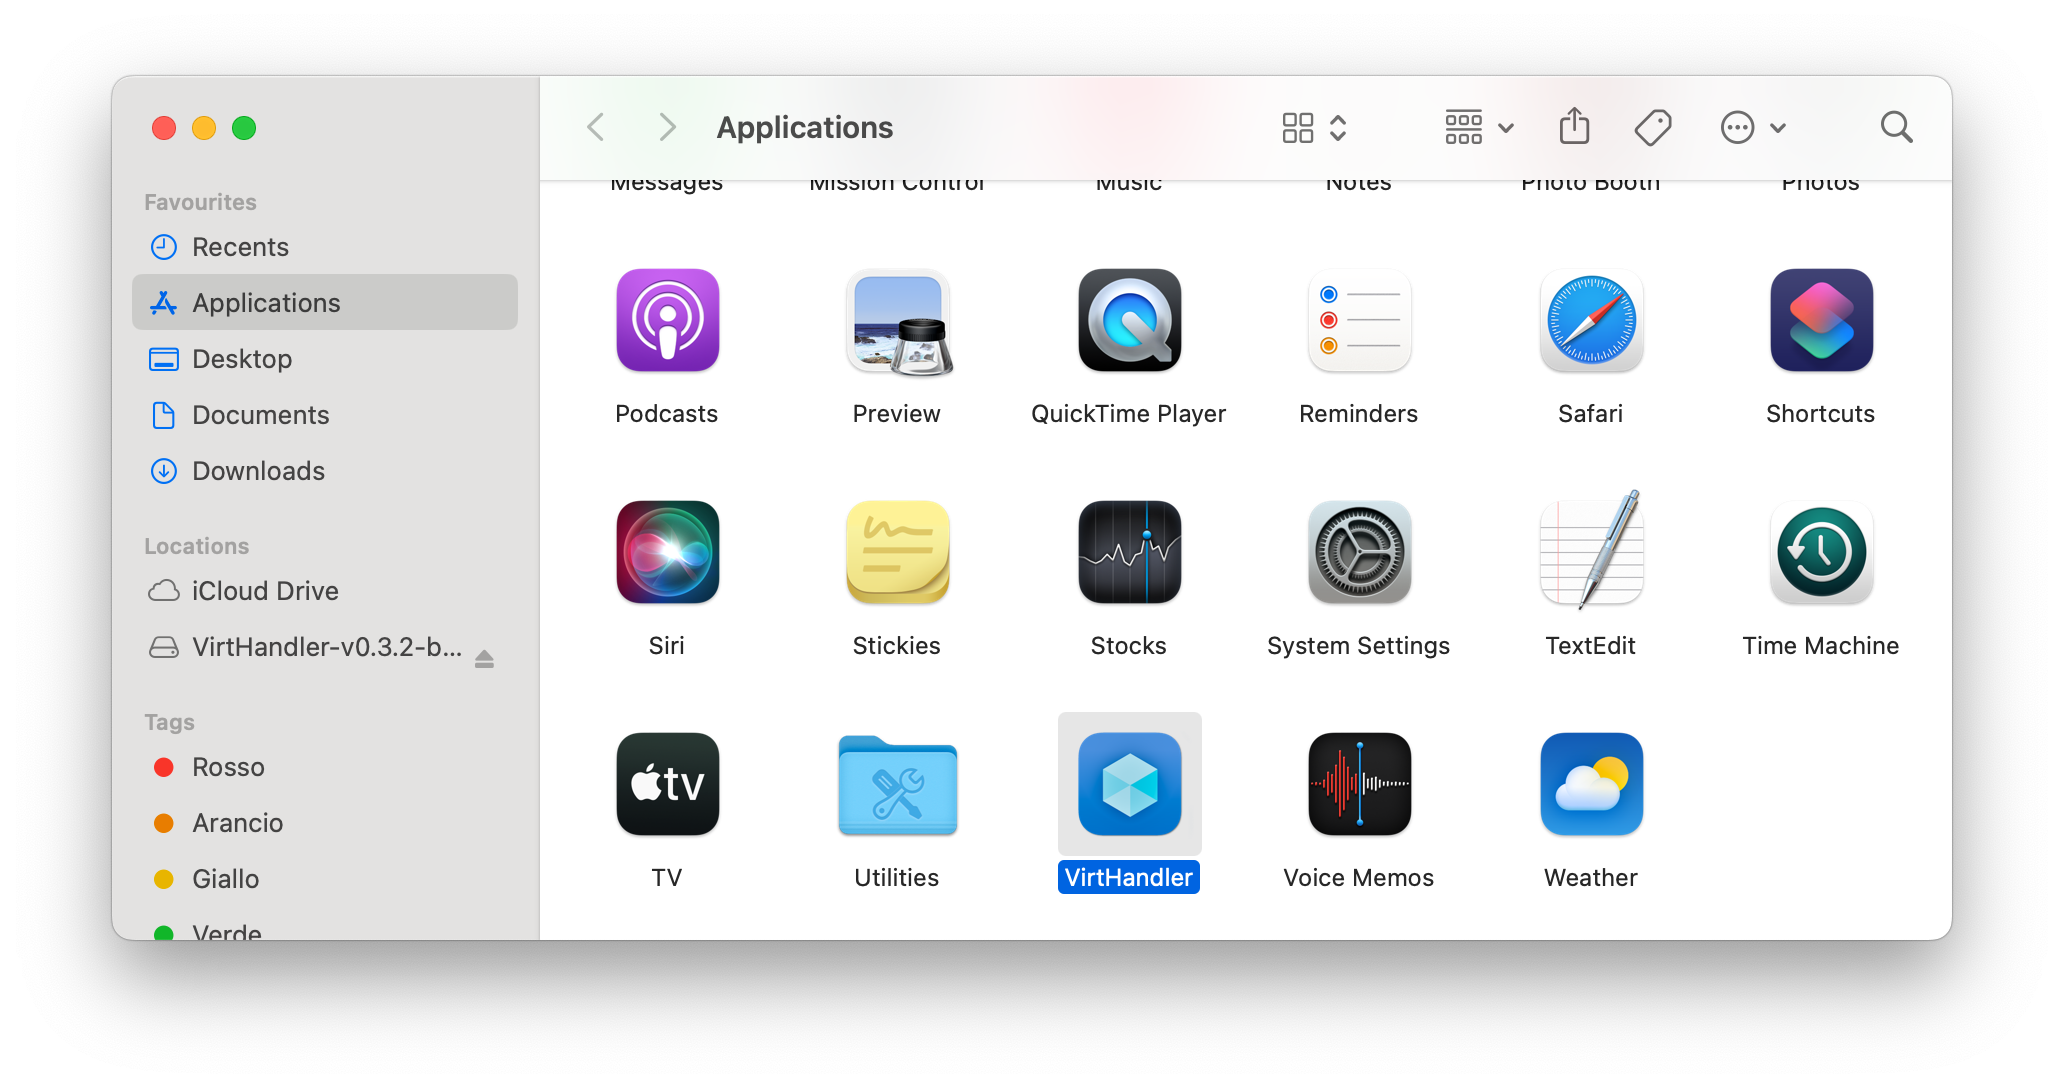 Applications
Favourites
Recents
Applications
Desktop
Documents
Downloads
Locations
iCloud Drive
VirtHandler-v0.3.2-b...
Tags
Rosso
Arancio
Giallo
Verde
Messages Mission Control Music Notes Photo Booth Photos
Podcasts Preview QuickTime Player Reminders Safari Shortcuts
Siri Stickies Stocks System Settings TextEdit Time Machine
tv
TV Utilities VirtHandler Voice Memos Weather